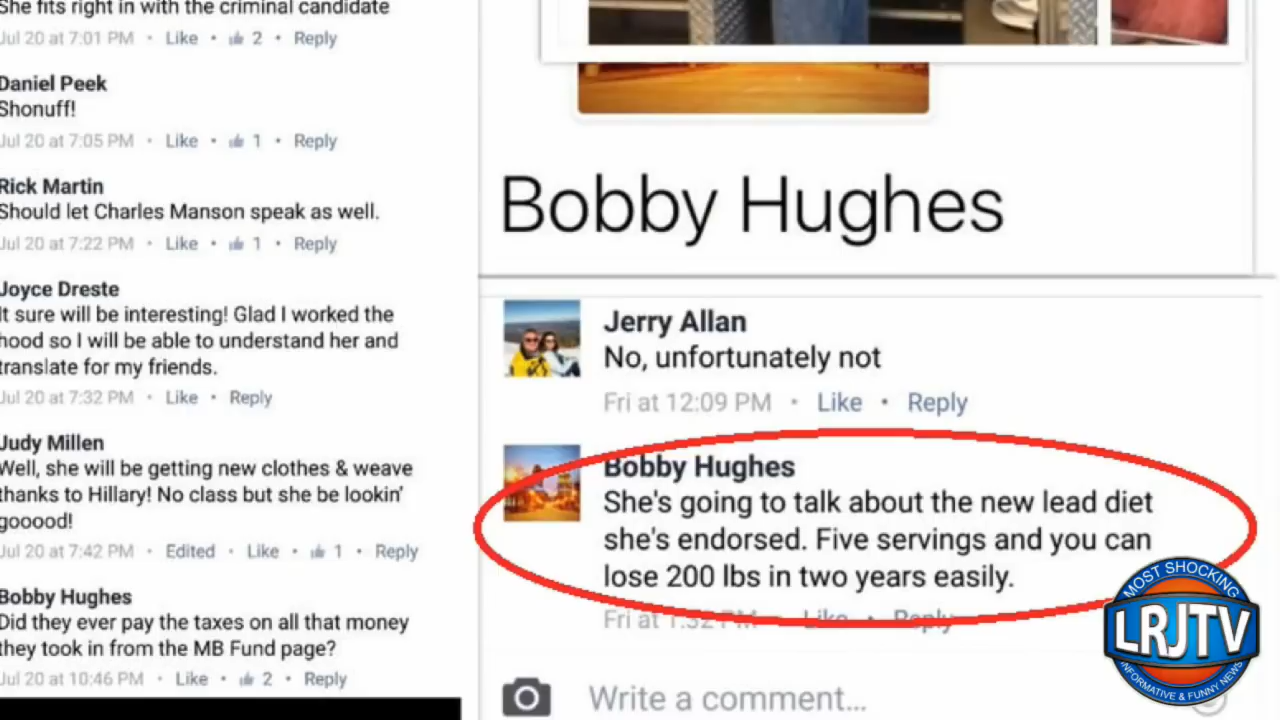 She fits right in with the criminal candidate
Jul 20 at 7:01 PM • Like • 2 • Reply
Daniel Peek
Shonuff!
Jul 20 at 7:05 PM • Like • 1 • Reply
Rick Martin
Should let Charles Manson speak as well.
Jul 20 at 7:22 PM • Like • 1 • Reply
Joyce Dreste
It sure will be interesting! Glad I worked the
hood so I will be able to understand her and
translate for my friends.
Jul 20 at 7:32 PM • Like • Reply
Judy Millen
Well, she will be getting new clothes & weave
thanks to Hillary! No class but she be lookin'
gooood!
Jul 20 at 7:42 PM • Edited • Like • 1 • Reply
Bobby Hughes
Did they ever pay the taxes on all that money
they took in from the MB Fund page?
Jul 20 at 10:46 PM • Like • 2 • Reply
Bobby Hughes
Jerry Allan
No, unfortunately not
Fri at 12:09 PM • Like • Reply
Bobby Hughes
She's going to talk about the new lead diet
she's endorsed. Five servings and you can
lose 200 lbs in two years easily.
Fri at 1:52 PM Like Reply
Write a comment...
MOST SHOCKING
LRJTV
INFORMATIVE & FUNNY NEWS